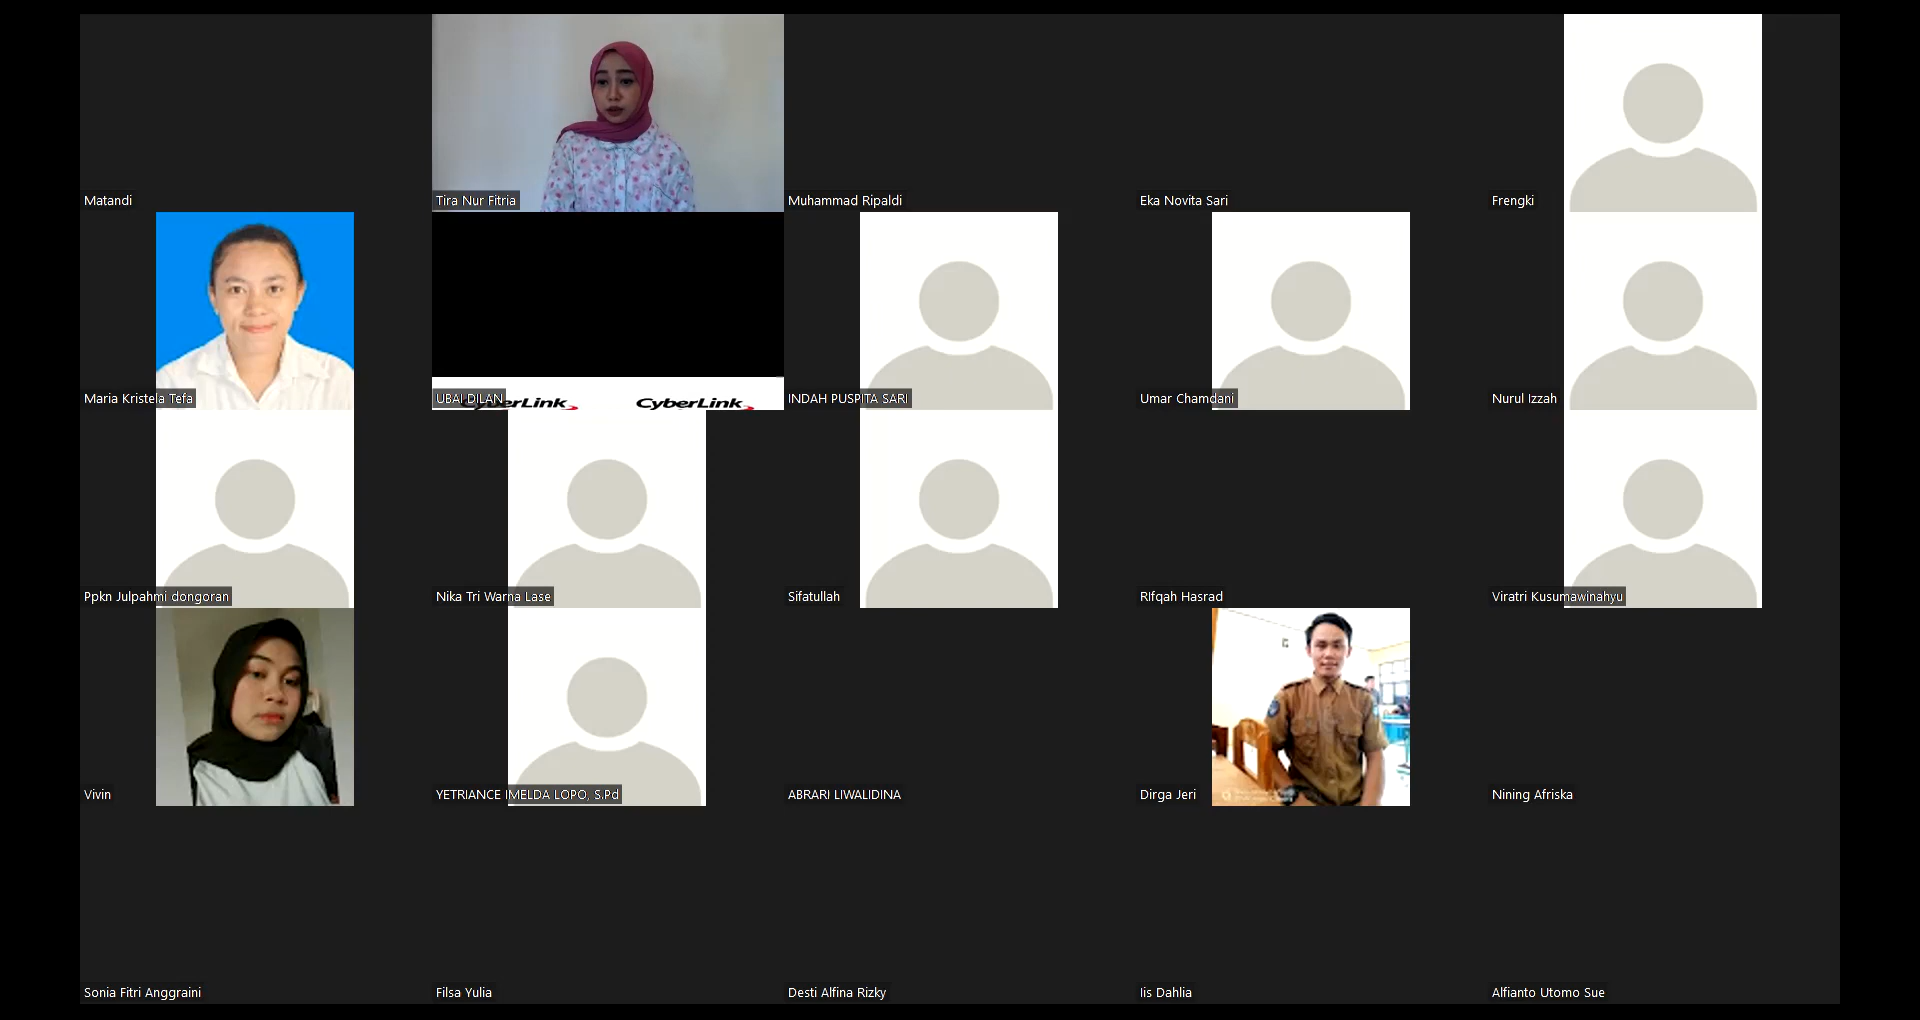 Matandi
Tira Nur Fitria
Muhammad Ripaldi
Eka Novita Sari
Frengki
Maria Kristela Tefa
UBAI DILAN
CyberLink
INDAH PUSPITA SARI
Umar Chamdani
Nurul Izzah
Ppkn Julpahmi dongoran
Nika Tri Warna Lase
Sifatullah
RIfqah Hasrad
Viratri Kusumawinahyu
Vivin
YETRIANCE IMELDA LOPO, S.Pd
ABRARI LIWALIDINA
Dirga Jeri
Nining Afriska
Sonia Fitri Anggraini
Filsa Yulia
Desti Alfina Rizky
Iis Dahlia
Alfianto Utomo Sue